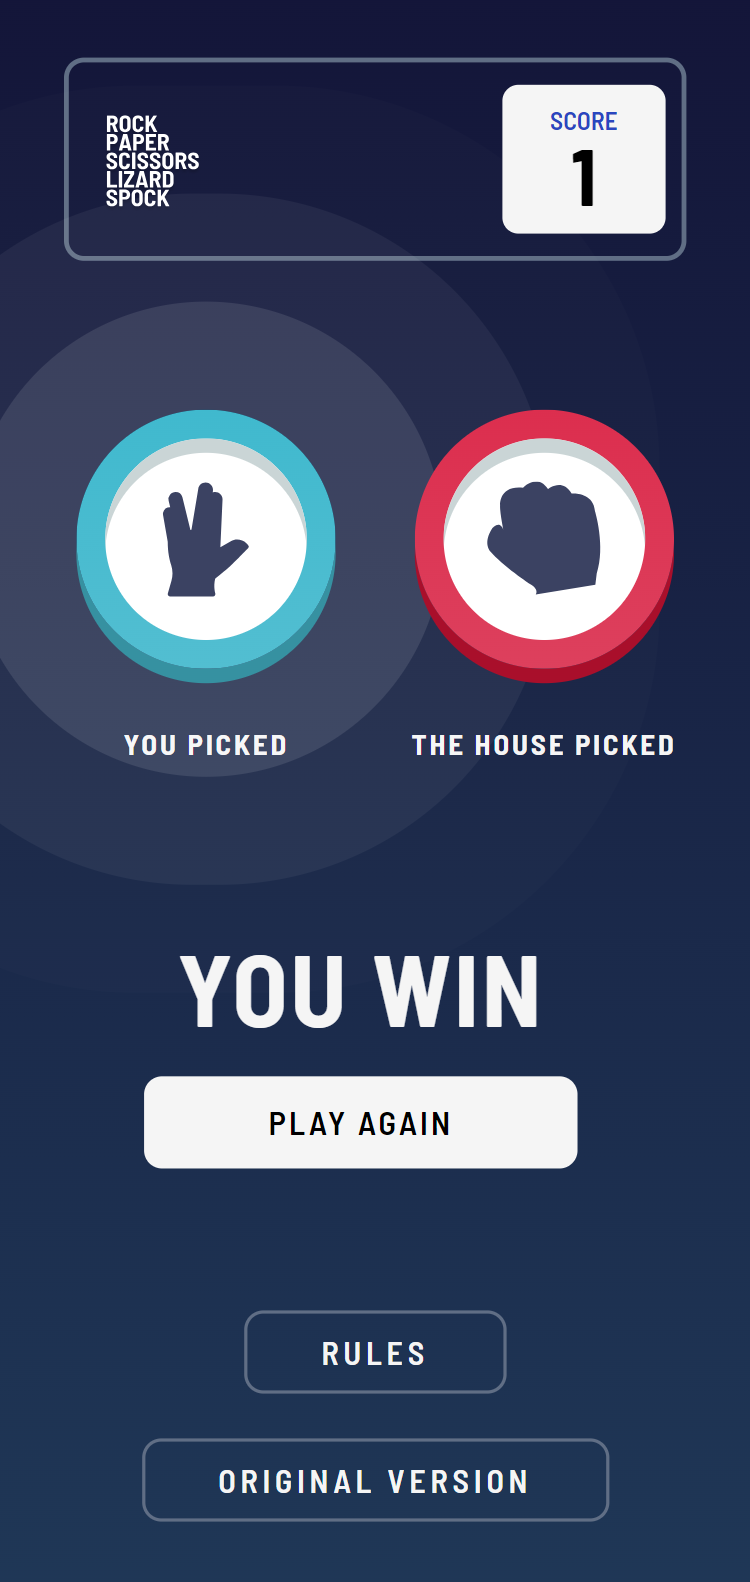 ROCK
PAPER
SCISSORS
LIZARD
SPOCK
SCORE
1
YOU PICKED
THE HOUSE PICKED
YOU WIN
PLAY AGAIN
RULES
ORIGINAL VERSION